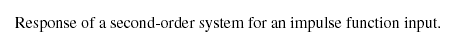 Response of a second-order system for an impulse function input.